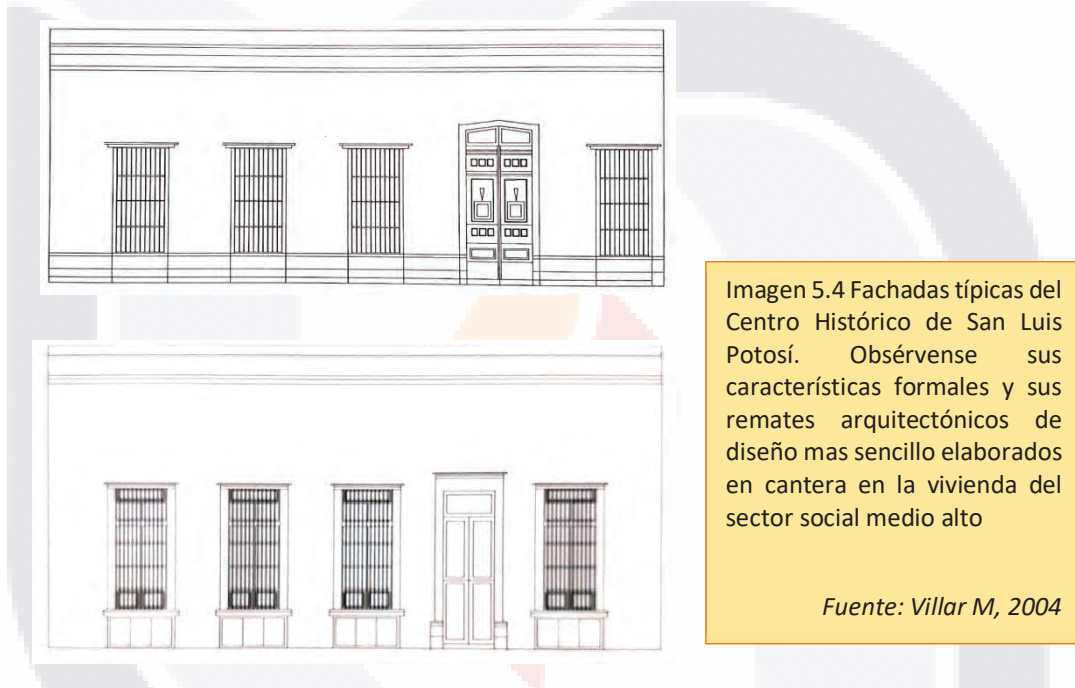 Imagen 5.4 Fachadas típicas del
Centro Histórico de San Luis
Potosí. Obsérvense sus
características formales y sus
remates arquitectónicos de
diseño mas sencillo elaborados
en cantera en la vivienda del
sector social medio alto
Fuente: Villar M, 2004